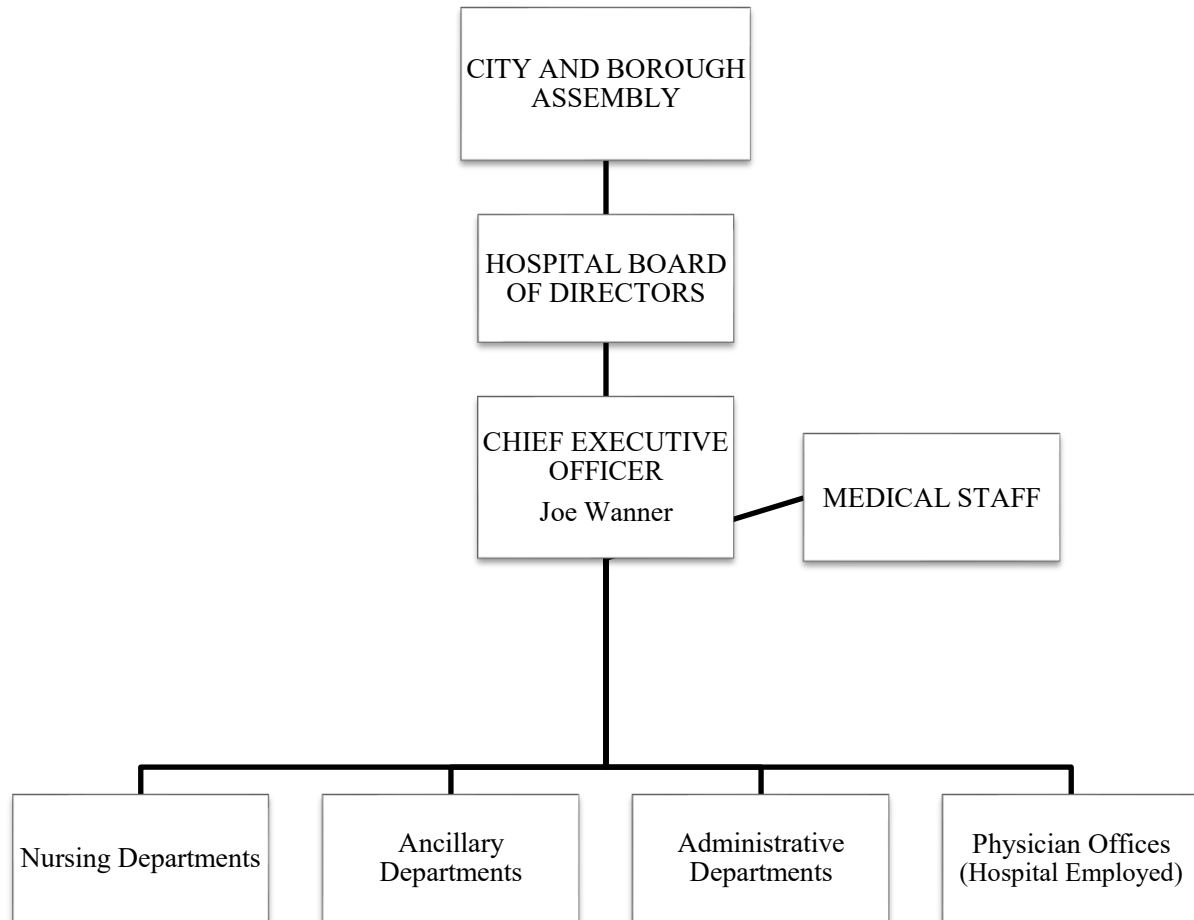 CITY AND BOROUGH
ASSEMBLY
HOSPITAL BOARD
OF DIRECTORS
CHIEF EXECUTIVE
OFFICER
Joe Wanner
MEDICAL STAFF
Nursing Departments
Ancillary
Departments
Administrative
Departments
Physician Offices
(Hospital Employed)